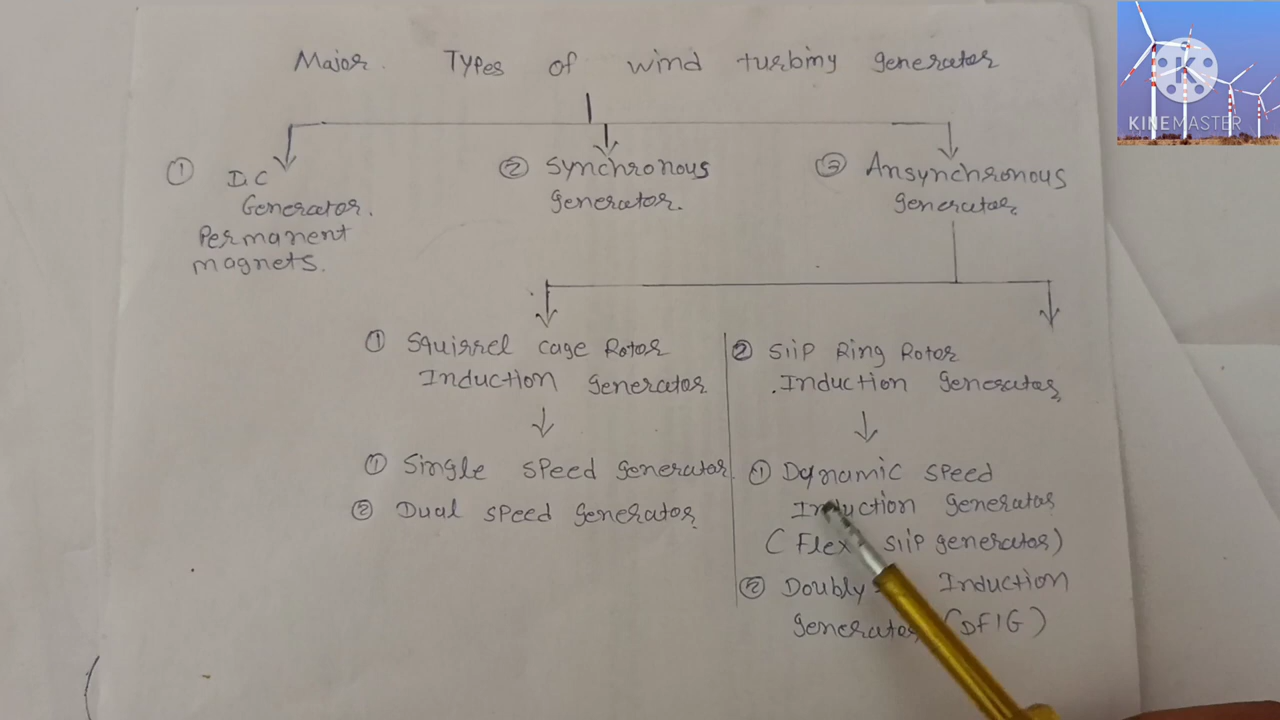 Major. Types of wind turbiny generator
① D.C
Generator.
Permanent
magnets.
② Synchronous
generator.
③ Ansynchronous
generator
① Squirrel cage Rotor
Induction generator
① Single speed generator.
② Dual speed generator.
② Slip Ring Rotor
.Induction generator
① Dynamic speed
Induction generator
(Flex slip generator)
② Doubly Induction
generator (DFIG)
(
K
KINEMASTER